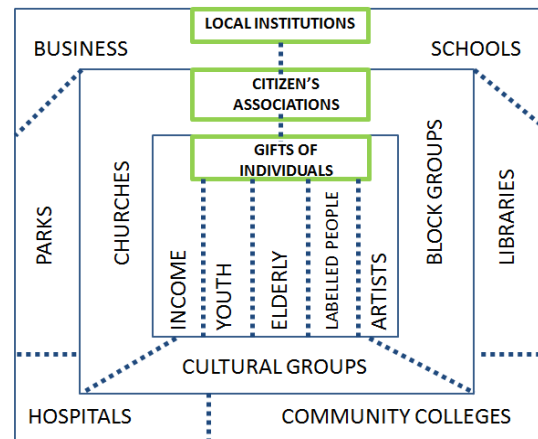 LOCAL INSTITUTIONS
BUSINESS
SCHOOLS
CITIZEN'S
ASSOCIATIONS
GIFTS OF
INDIVIDUALS
PARKS
CHURCHES
INCOME
YOUTH
ELDERLY
LABELLED PEOPLE
ARTISTS
BLOCK GROUPS
LIBRARIES
CULTURAL GROUPS
HOSPITALS
COMMUNITY COLLEGES